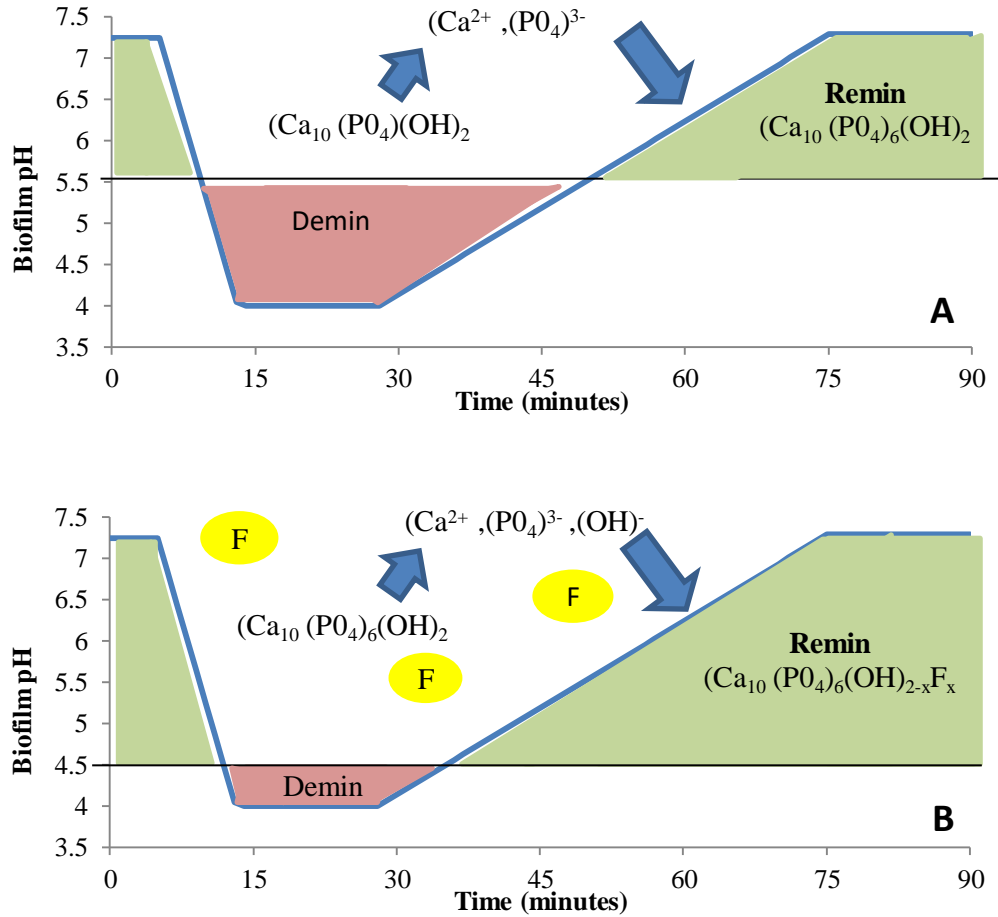 7.5
7
6.5
6
5.5
5
4.5
4
3.5
Biofilm pH
(Ca²⁺ ,(P0₄)³⁻
(Ca₁₀ (P0₄)(OH)₂
Remin
(Ca₁₀ (P0₄)₆(OH)₂
Demin
A
0 15 30 45 60 75 90
Time (minutes)
7.5
7
6.5
6
5.5
5
4.5
4
3.5
Biofilm pH
F
(Ca²⁺ ,(P0₄)³⁻ ,(OH)⁻
F
(Ca₁₀ (P0₄)₆(OH)₂
F
Remin
(Ca₁₀ (P0₄)₆(OH)₂₋ₓFₓ
Demin
B
0 15 30 45 60 75 90
Time (minutes)